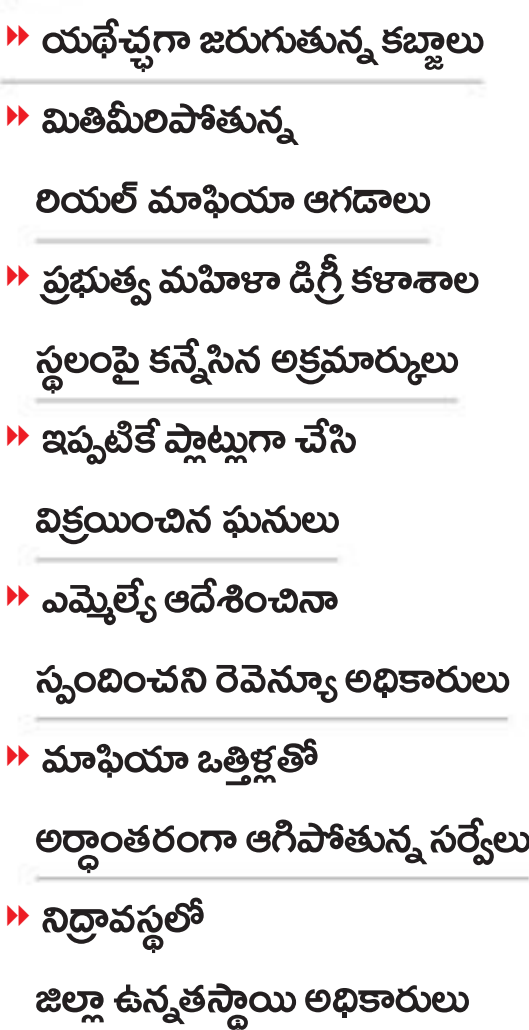 యథేచ్ఛగా జరుగుతున్న కబ్జాలు
మితిమీరిపోతున్న
రియల్ మాఫియా ఆగడాలు
ప్రభుత్వ మహిళా డిగ్రీ కళాశాల
స్థలంపై కన్నేసిన అక్రమార్కులు
ఇప్పటికే ప్లాట్లుగా చేసి
విక్రయించిన ఘనులు
ఎమ్మెల్యే ఆదేశించినా
స్పందించని రెవెన్యూ అధికారులు
మాఫియా ఒత్తిళ్లతో
అర్ధాంతరంగా ఆగిపోతున్న సర్వేలు
నిద్రావస్థలో
జిల్లా ఉన్నతస్థాయి అధికారులు